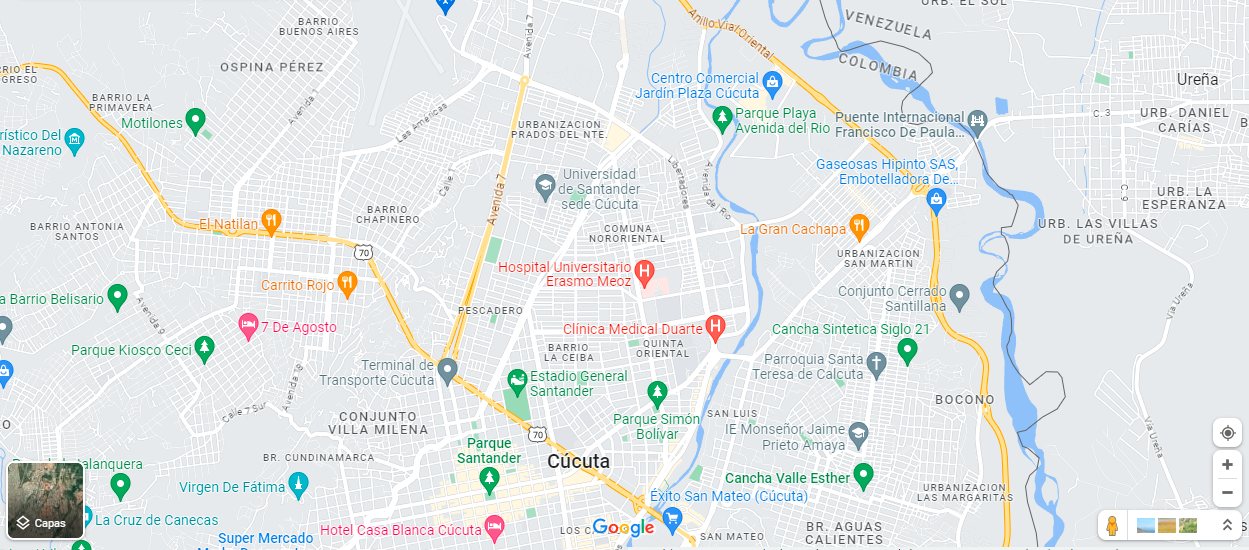 URB. EL SOL
BARRIO
BUENOS AIRES
Avenida 7
Anillo Vial Oriental
VENEZUELA
COLOMBIA
OSPINA PÉREZ
Centro Comercial
Jardín Plaza Cúcuta
Ureña
BARRIO LA
PRIMAVERA
Motilones
Avenida 1
Las Américas
URBANIZACION
PRADOS DEL NTE.
Parque Playa
Avenida del Rio
Puente Internacional
Francisco De Paula...
C. 3
URB. DANIEL
CARÍAS
rístico Del
Nazareno
Universidad
de Santander
sede Cúcuta
Calle 1
Avenida 7
Libertadores
Avenida del Río
Gaseosas Hipinto SAS,
Embotelladora De...
C. 9
URB. LA
ESPERANZA
El Natilan
BARRIO
CHAPINERO
BARRIO ANTONIA
SANTOS
COMUNA
NORORIENTAL
La Gran Cachapa
URB. LAS VILLAS
DE UREÑA
70
URBANIZACION
SAN MARTIN
Hospital Universitario
Erasmo Meoz
Carrito Rojo
a Barrio Belisario
Avenida 9
PESCADERO
Conjunto Cerrado
Santillana
Vía Ureña
7 De Agosto
Clínica Medical Duarte
Cancha Sintetica Siglo 21
Parque Kiosco Ceci
BARRIO
LA CEIBA
QUINTA
ORIENTAL
Terminal de
Transporte Cúcuta
Avenida 18
Estadio General
Santander
Parroquia Santa
Teresa de Calcuta
Calle 7 Sur
CONJUNTO
VILLA MILENA
Parque Simón
Bolívar
SAN LUIS
BOCONO
IE Monseñor Jaime
Prieto Amaya
Vía Ureña
70
Parque
Santander
Cúcuta
BR. CUNDINAMARCA
Virgen De Fátima
Cancha Valle Esther
URBANIZACION
LAS MARGARITAS
Éxito San Mateo (Cúcuta)
Capas
La Cruz de Canecas
Hotel Casa Blanca Cúcuta
LOS C
Google
SAN MATEO
BR. AGUAS
CALIENTES
Super Mercado